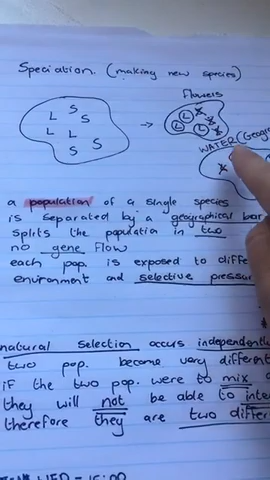 Speciation. (making new species)
Flowers
S
L S
L L S
S
L
L L S
WATER (Geog
a population of a single species
is separated by a geographical bar
splits the population in two
no gene flow
each pop. is exposed to diffe
environment and selective pressur
natural selection occurs independentl
two pop. become very different
if the two pop. were to mix
they will not be able to inte
therefore they are two differ